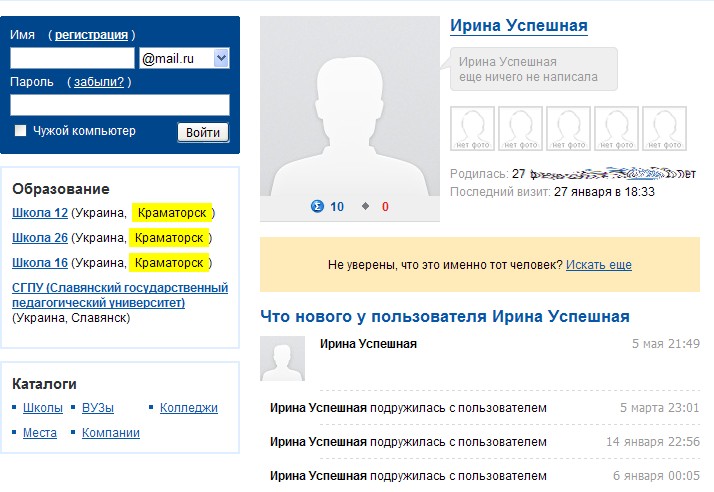 Имя ( регистрация )
@mail.ru
Пароль ( забыли? )
Чужой компьютер
Войти
Образование
Школа 12 (Украина, Краматорск)
Школа 26 (Украина, Краматорск)
Школа 16 (Украина, Краматорск)
СГПУ (Славянский государственный
педагогический университет)
(Украина, Славянск)
Каталоги
Школы ВУЗы Колледжи
Места Компании
10 0
Ирина Успешная
Ирина Успешная
еще ничего не написала
нет фото нет фото нет фото нет фото нет фото
Родилась: 27
Последний визит: 27 января в 18:33
Не уверены, что это именно тот человек? Искать еще
Что нового у пользователя Ирина Успешная
Ирина Успешная 5 мая 21:49
Ирина Успешная подружилась с пользователем 5 марта 23:01
Ирина Успешная подружилась с пользователем 14 января 22:56
Ирина Успешная подружилась с пользователем 6 января 00:05